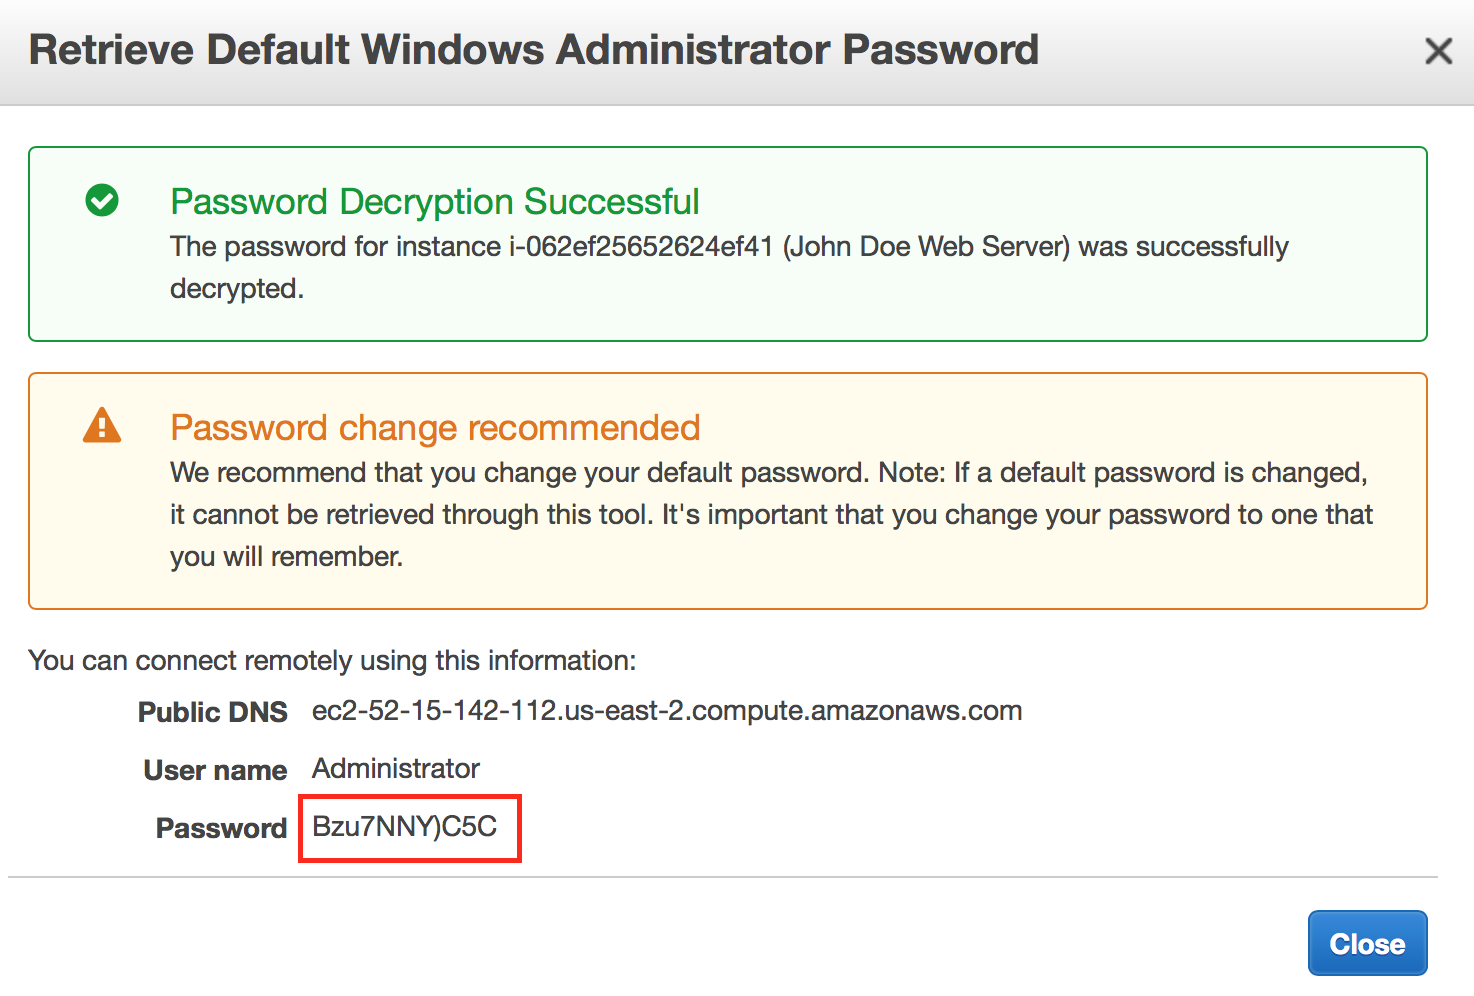 Retrieve Default Windows Administrator Password
Password Decryption Successful
The password for instance i-062ef25652624ef41 (John Doe Web Server) was successfully
decrypted.
Password change recommended
We recommend that you change your default password. Note: If a default password is changed,
it cannot be retrieved through this tool. It's important that you change your password to one that
you will remember.
You can connect remotely using this information:
Public DNS ec2-52-15-142-112.us-east-2.compute.amazonaws.com
User name Administrator
Password Bzu7NNY)C5C
Close